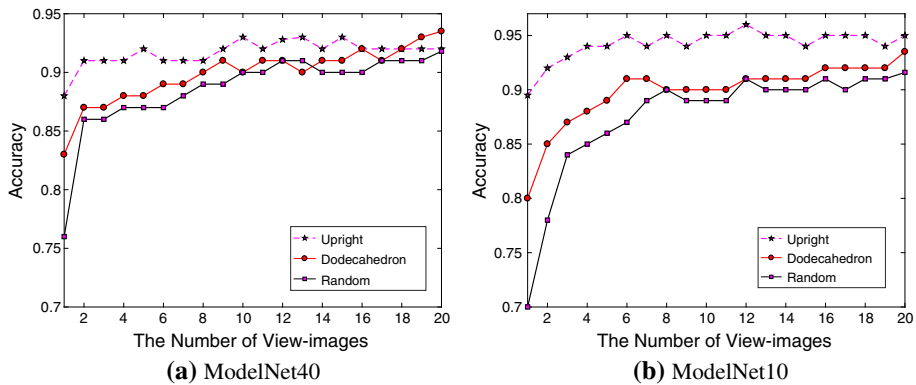 0.95
0.9
0.85
0.8
0.75
0.7
Accuracy
2 4 6 8 10 12 14 16 18 20
The Number of View-images
Upright
Dodecahedron
Random
(a) ModelNet40
0.95
0.9
0.85
0.8
0.75
0.7
Accuracy
2 4 6 8 10 12 14 16 18 20
The Number of View-images
Upright
Dodecahedron
Random
(b) ModelNet10